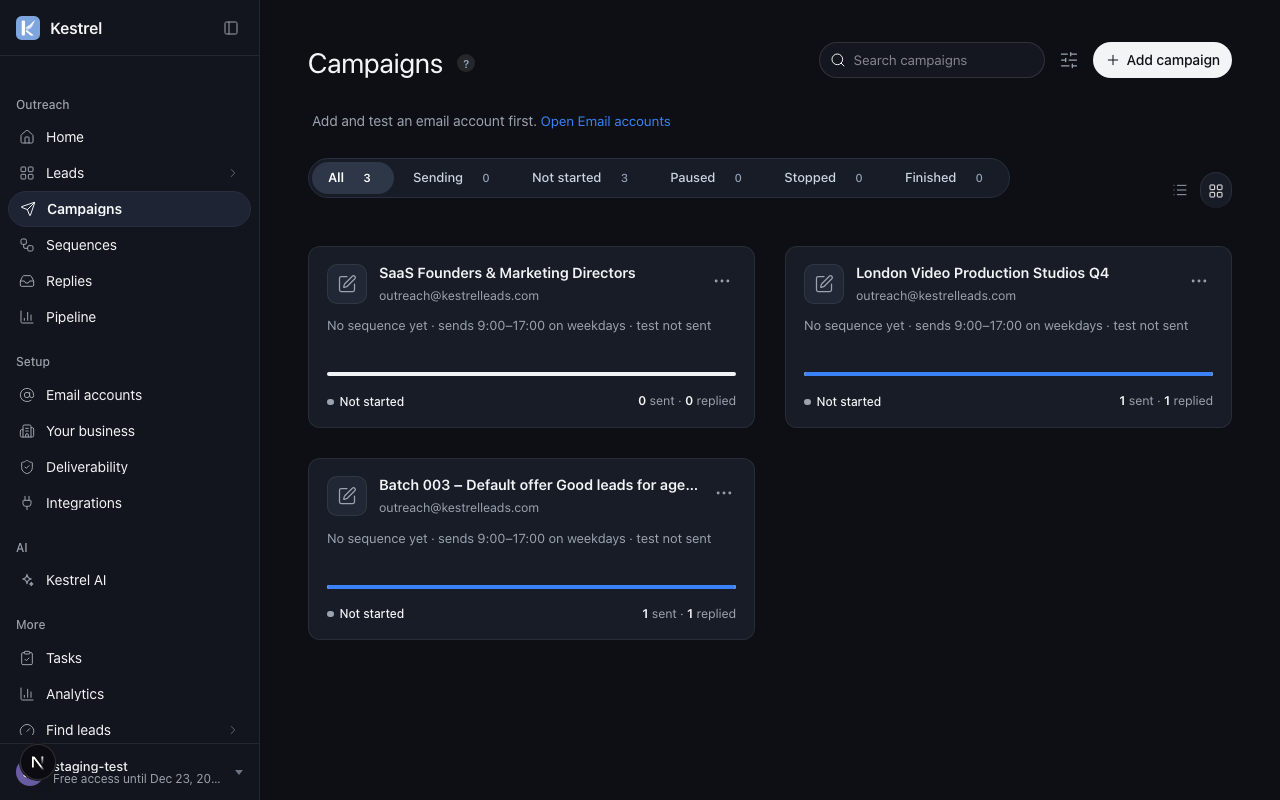 Kestrel
Outreach
Home
Leads
Campaigns
Sequences
Replies
Pipeline
Setup
Email accounts
Your business
Deliverability
Integrations
AI
Kestrel AI
More
Tasks
Analytics
Find leads
staging-test
Free access until Dec 23, 20...
Campaigns ?
Search campaigns
+ Add campaign
Add and test an email account first. Open Email accounts
All 3 Sending 0 Not started 3 Paused 0 Stopped 0 Finished 0
SaaS Founders & Marketing Directors
outreach@kestrelleads.com
No sequence yet · sends 9:00–17:00 on weekdays · test not sent
Not started 0 sent · 0 replied
London Video Production Studios Q4
outreach@kestrelleads.com
No sequence yet · sends 9:00–17:00 on weekdays · test not sent
Not started 1 sent · 1 replied
Batch 003 – Default offer Good leads for age...
outreach@kestrelleads.com
No sequence yet · sends 9:00–17:00 on weekdays · test not sent
Not started 1 sent · 1 replied